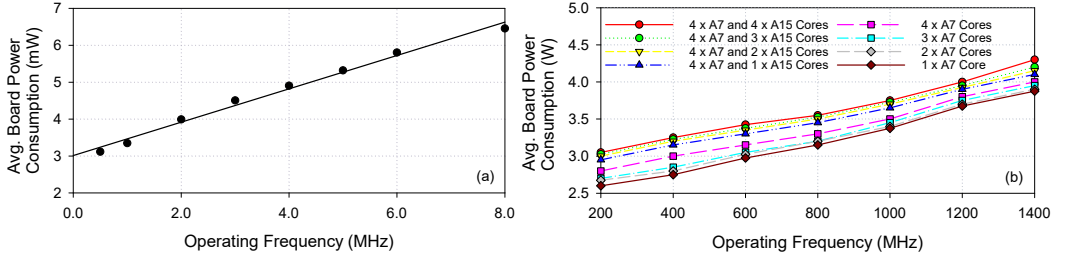 Avg. Board Power
Consumption (mW)
7
6
5
4
3
2
(a)
0.0
2.0
4.0
6.0
8.0
Operating Frequency (MHz)
Avg. Board Power
Consumption (W)
5.0
4.5
4.0
3.5
3.0
2.5
4 x A7 and 4 x A15 Cores
4 x A7 and 3 x A15 Cores
4 x A7 and 2 x A15 Cores
4 x A7 and 1 x A15 Cores
4 x A7 Cores
3 x A7 Cores
2 x A7 Cores
1 x A7 Core
(b)
200
400
600
800
1000
1200
1400
Operating Frequency (MHz)